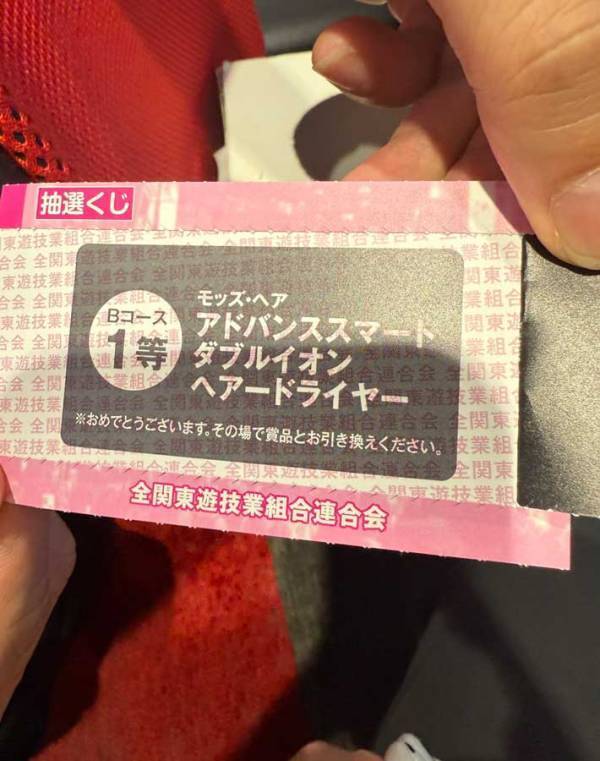 抽選くじ
Bコース
1等
モッズ・ヘア
アドバンススマート
ダブルイオン
ヘアードライヤー
※おめでとうございます。その場で賞品とお引き換えください。
全関東遊技業組合連合会